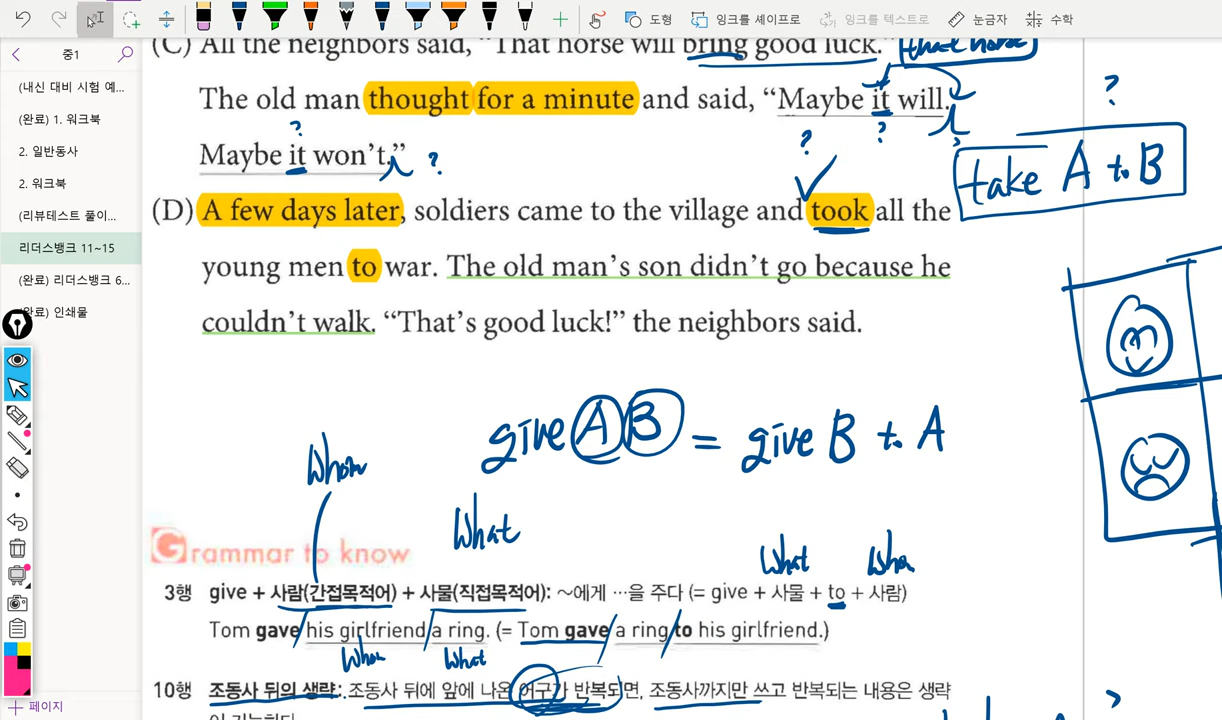 도형
잉크를 셰이프로
잉크를 텍스트로
눈금자
수학
중1
(내신 대비 시험 예...
(완료) 1. 워크북
2. 일반동사
2. 워크북
(리뷰테스트 풀이...
리더스뱅크 11~15
(완료) 리더스뱅크 6...
(완료) 인쇄물
페이지
(C) All the neighbors said, “That horse will bring good luck.” that horse
The old man thought for a minute and said, “Maybe it will. ?
? ? ?
Maybe it won’t.” ?
take A to B
(D) A few days later, soldiers came to the village and took all the
young men to war. The old man’s son didn’t go because he
couldn’t walk. “That’s good luck!” the neighbors said.
give A B = give B to A
Whom
What
Grammar to know
What Whom
3행 give + 사람(간접목적어) + 사물(직접목적어): ~에게 …을 주다 (= give + 사물 + to + 사람)
Tom gave his girlfriend a ring. (= Tom gave a ring to his girlfriend.)
Whom What
10행 조동사 뒤의 생략: 조동사 뒤에 앞에 나온 어구가 반복되면, 조동사까지만 쓰고 반복되는 내용은 생략